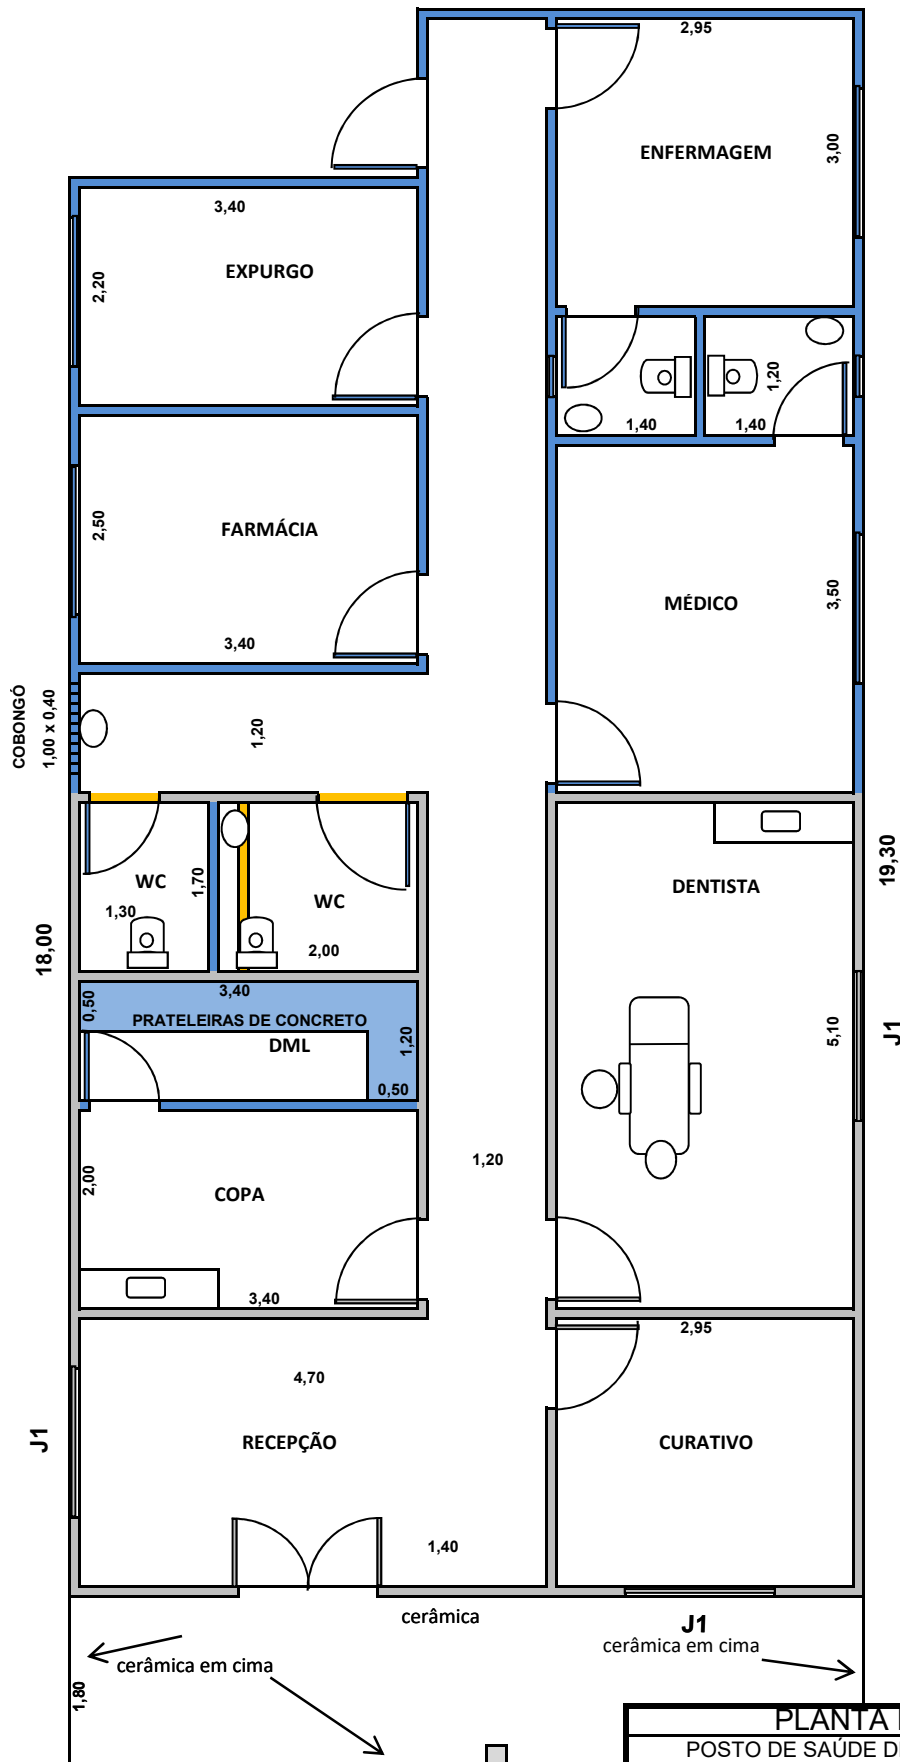 2,95
ENFERMAGEM
3,00
3,40
EXPURGO
2,20
1,20
1,40
1,40
2,50
FARMÁCIA
3,40
MÉDICO
3,50
COBONGÓ
1,00 x 0,40
1,20
WC
1,70
1,30
WC
2,00
DENTISTA
19,30
18,00
0,50
3,40
PRATELEIRAS DE CONCRETO
DML
1,20
0,50
5,10
J1
2,00
COPA
1,20
3,40
2,95
4,70
J1
RECEPÇÃO
CURATIVO
1,40
cerâmica
J1
cerâmica em cima
cerâmica em cima
1,80
PLANTA
POSTO DE SAÚDE